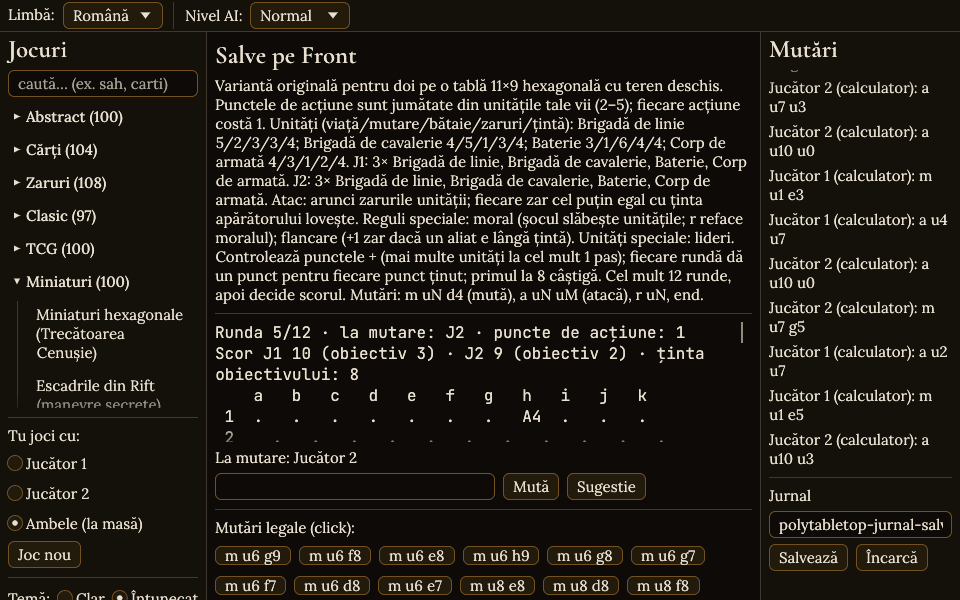 Limbă: Română ▼ Nivel AI: Normal ▼
Jocuri
caută... (ex. sah, carti)
▸ Abstract (100)
▸ Cărți (104)
▸ Zaruri (108)
▸ Clasic (97)
▸ TCG (100)
▾ Miniaturi (100)
Miniaturi hexagonale
(Trecătoarea
Cenușie)
Escadrile din Rift
(manevre secrete)
Tu joci cu:
Jucător 1
Jucător 2
Ambele (la masă)
Joc nou
Temă: Clar Întunecat
Salve pe Front
Variantă originală pentru doi pe o tablă 11×9 hexagonală cu teren deschis.
Punctele de acțiune sunt jumătate din unitățile tale vii (2–5); fiecare acțiune
costă 1. Unități (viață/mutare/bătaie/zaruri/țintă): Brigadă de linie
5/2/3/3/4; Brigadă de cavalerie 4/5/1/3/4; Baterie 3/1/6/4/4; Corp de
armată 4/3/1/2/4. J1: 3× Brigadă de linie, Brigadă de cavalerie, Baterie, Corp
de armată. J2: 3× Brigadă de linie, Brigadă de cavalerie, Baterie, Corp de
armată. Atac: arunci zarurile unității; fiecare zar cel puțin egal cu ținta
apărătorului lovește. Reguli speciale: moral (șocul slăbește unitățile; r reface
moralul); flancare (+1 zar dacă un aliat e lângă țintă). Unități speciale: lideri.
Controlează punctele + (mai multe unități la cel mult 1 pas); fiecare rundă dă
un punct pentru fiecare punct ținut; primul la 8 câștigă. Cel mult 12 runde,
apoi decide scorul. Mutări: m uN d4 (mută), a uN uM (atacă), r uN, end.
Runda 5/12 · la mutare: J2 · puncte de acțiune: 1
Scor J1 10 (obiectiv 3) · J2 9 (obiectiv 2) · ținta
obiectivului: 8
a b c d e f g h i j k
1 . . . . . . . A4 . . .
2 . . . . . . . . . . .
La mutare: Jucător 2
Mută Sugestie
Mutări legale (click):
m u6 g9 m u6 f8 m u6 e8 m u6 h9 m u6 g8 m u6 g7
m u6 f7 m u6 d8 m u6 e7 m u8 e8 m u8 d8 m u8 f8
Mutări
Jucător 2 (calculator): a
u7 u3
Jucător 2 (calculator): a
u10 u0
Jucător 1 (calculator): m
u1 e3
Jucător 1 (calculator): a u4
u7
Jucător 2 (calculator): a
u10 u0
Jucător 2 (calculator): m
u7 g5
Jucător 1 (calculator): a u2
u7
Jucător 1 (calculator): m
u1 e5
Jucător 2 (calculator): a
u10 u3
Jurnal
polytabletop-jurnal-salv
Salvează Încarcă